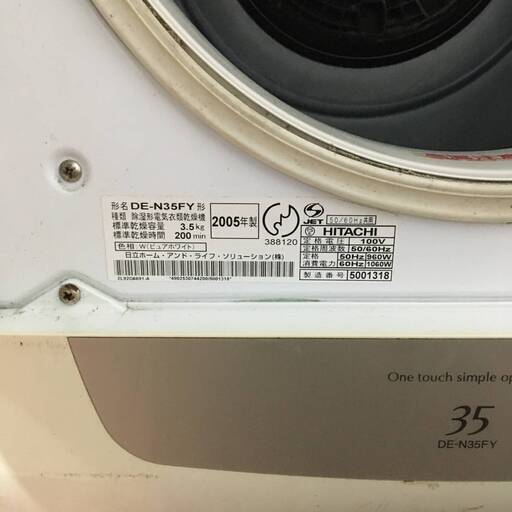 形名 DE-N35FY 形
種類 除湿形電気衣類乾燥機
標準乾燥容量 3.5kg
標準乾燥時間 200min
2005年製
388120
S JET
50/60Hz共用
HITACHI
定格電圧 100V
定格周波数 50/60Hz
定格消費電力 50Hz 960W
60Hz 1060W
色相 W(ピュアホワイト)
日立ホーム・アンド・ライフ・ソリューション(株)
製造番号 5001318
*4902530744200/5001318*
One touch simple op
35
DE-N35FY